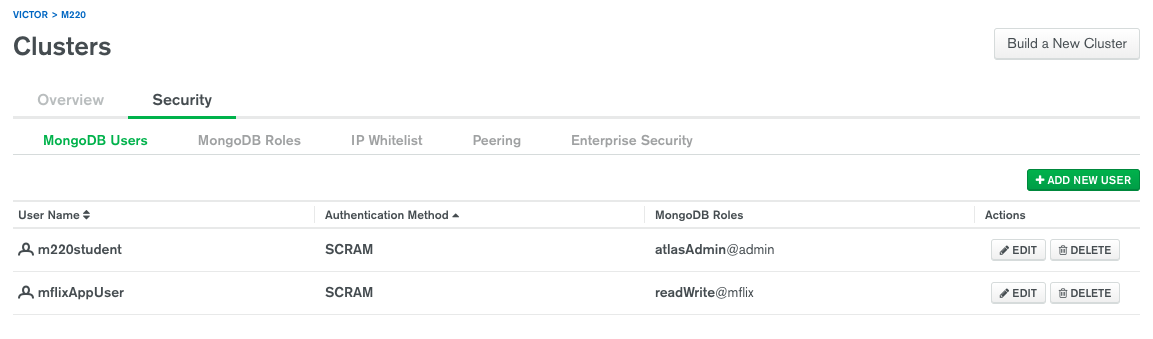 VICTOR > M220
Clusters
Build a New Cluster
Overview Security
MongoDB Users MongoDB Roles IP Whitelist Peering Enterprise Security
+ ADD NEW USER
User Name Authentication Method MongoDB Roles Actions
m220student SCRAM atlasAdmin@admin EDIT DELETE
mflixAppUser SCRAM readWrite@mflix EDIT DELETE